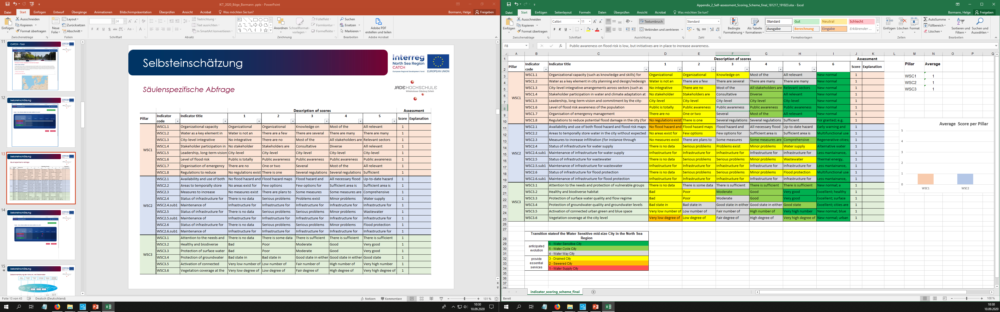 IKT_2020_Böge_Bormann .pptx - PowerPoint
Datei Start Einfügen Entwurf Übergänge Animationen Bildschirmpräsentation Überprüfen Ansicht Acrobat Was möchten Sie tun? Bormann, Helge Freigeben
Einfügen Ausschneiden Kopieren Format übertragen Zwischenablage
Neue Folie Layout Zurücksetzen Abschnitt Folien
24 F K U S abc AV Aa A Schriftart
Textrichtung Text ausrichten In SmartArt konvertieren Absatz
Anordnen Schnellformat-vorlagen Fülleffekt Formkontur Formeffekte Zeichnung
Suchen Ersetzen Markieren Bearbeiten
Adobe PDF erstellen und teilen Adobe Acrobat
11 CATCH - Tool
12 Selbsteinschätzung
13 Selbsteinschätzung
14 Selbsteinschätzung
15 Selbsteinschätzung
Selbsteinschätzung
Interreg
North Sea Region
CATCH
European Regional Development Fund EUROPEAN UNION
Säulenspezifische Abfrage
JADEHOCHSCHULE
Wilhelmshaven Oldenburg Elsfleth
Description of scores Assessment
Pillar Indicator code Indicator title 1 2 3 4 5 Score Explanation
WSC1
WSC1.1 Organizational capacity Organizational Organizational Knowledge on Most of the All relevant 1
WSC1.2 Water as a key element in Water is not an There are a few There are several There are many There are many 1
WSC1.3 City-level integrative No integrative There are no Most of the All stakeholders are Relevant sectors 1
WSC1.4 Stakeholder participation in No stakeholder Stakeholders are Consultative Diverse All relevant 1
WSC1.5 Leadership, long-term vision City-level City-level City-level City-level City-level 1
WSC1.6 Level of flood risk Public is totally Public awareness Public awareness Public awareness Public awareness 1
WSC1.7 Organisation of emergency There are no One or two Several Most of the All relevant 1
WSC1.8 Regulations to reduce No regulations exist There is one Several regulations Several regulations Sufficient 1
WSC2
WSC2.1 Availability and use of both No flood hazard and Flood hazard maps Flood hazard and All necessary flood Up-to-date hazard 1
WSC2.2 Areas to temporally store No areas exist for Few options Few options for Sufficient area is Sufficient area is 1
WSC2.3 Measures to increase No measures exist There are plans to Some measures Some measures are Comprehensive 1
WSC2.4 Status of infrastructure for There is no data Serious problems Problems exist Minor problems Water supply 1
WSC2.4.sub1 Maintenance of Infrastructure for Infrastructure for Infrastructure for Infrastructure for Infrastructure for 1
WSC2.5 Status of infrastructure for There is no data Serious problems Serious problems Minor problems Wastewater 1
WSC2.5.sub1 Maintenance of Infrastructure for Infrastructure for Infrastructure for Infrastructure for Infrastructure for 1
WSC2.6 Status of infrastructure for There is no data Serious problems Serious problems Minor problems Flood protection 1
WSC2.6.sub1 Maintenance of Infrastructure for Infrastructure for Infrastructure for Infrastructure for Infrastructure for 1
WSC3
WSC3.1 Attention to the needs and There is no data There is some data There is sufficient There is sufficient There is sufficient 1
WSC3.2 Healthy and biodiverse Bad Poor Moderate Good Very good 1
WSC3.3 Protection of surface water Bad Poor Moderate Good Very good 1
WSC3.4 Protection of groundwater Bad state in Bad state in Good state in either Good state in either Good state 1
WSC3.5 Activation of connected Very low number of Low number of Fair number of High number of Very high number 1
WSC3.6 Vegetation coverage at the Very low degree of Low degree of Fair degree of High degree of Very high degree of 1
Folie 13 von 43 Deutsch (Deutschland) Notizen Kommentare 131 %
10:30
10.09.2020
Appendix_2_Self-assessment_Scoring_Scheme_final_181217_191023.xlsx - Excel
Datei Start Einfügen Seitenlayout Formeln Daten Überprüfen Ansicht Acrobat Was möchten Sie tun? Bormann, Helge Freigeben
Einfügen Ausschneiden Kopieren Format übertragen Zwischenablage
Calibri 11 F K U Schriftart
Textumbruch Verbinden und zentrieren Ausrichtung
Standard % 000 Zahl
Bedingte Formatierung Als Tabelle formatieren
Standard Gut Neutral Schlecht
Ausgabe Berechnung Eingabe Erklärender ...
Formatvorlagen
Einfügen Löschen Format Zellen
AutoSumme Füllbereich Löschen Sortieren und Filtern Suchen und Auswählen Bearbeiten
F8 fx Public awareness on flood risk is low, but initiatives are in place to increase awareness.
A B C D E F G H I J K L M N O P Q
1 Description of scores Assessment
2 Pillar Indicator code Indicator title 1 2 3 4 5 6 Score Explanation Pillar Average
WSC1
3 WSC1.1 Organizational capacity (such as knowledge and skills) for Organizational Organizational Knowledge on Most of the All relevant New normal 1 WSC1 1
4 WSC1.2 Water as a key element in city planning and design/redesign Water is not an There are a few There are several There are many There are many New normal 1 WSC2 1
5 WSC1.3 City-level integrative arrangements across sectors (such as No integrative There are no Most of the All stakeholders are Relevant sectors New normal 1 WSC3 1
6 WSC1.4 Stakeholder participation in water and climate adaptation at No stakeholder Stakeholders are Consultative Diverse All relevant New normal 1
7 WSC1.5 Leadership, long-term vision and commitment by the city- City-level City-level City-level City-level City-level New normal 1
8 WSC1.6 Level of flood risk awareness of the population Public is totally Public awareness Public awareness Public awareness Public awareness New normal 1
9 WSC1.7 Organisation of emergency management There are no One or two Several Most of the All relevant New normal 1
10 WSC1.8 Regulations to reduce potential flood damage in the city (for No regulations exist There is one Several regulations Several regulations Sufficient For granted; e.g. 1
WSC2
11 WSC2.1 Availability and use of both flood hazard and flood risk maps No flood hazard and Flood hazard maps Flood hazard and All necessary flood Up-to-date hazard Early warning and 1
12 WSC2.2 Areas to temporally store water in the city without expected No areas exist for Few options Few options for Sufficient area is Sufficient area is Multifunctional use 1
13 WSC2.3 Measures to increase infiltration (for instance through No measures exist There are plans to Some measures Some measures are Comprehensive Regenerative cities; 1
14 WSC2.4 Status of infrastructure for water supply There is no data Serious problems Problems exist Minor problems Water supply Alternative water 1
15 WSC2.4.sub1 Maintenance of infrastructure for water supply Infrastructure for Infrastructure for Infrastructure for Infrastructure for Infrastructure for Less mantainance, 1
16 WSC2.5 Status of infrastructure for wastewater There is no data Serious problems Serious problems Minor problems Wastewater Thermal energy, 1
17 WSC2.5.sub1 Maintenance of infrastructure for wastewater Infrastructure for Infrastructure for Infrastructure for Infrastructure for Infrastructure for Less mantainance, 1
18 WSC2.6 Status of infrastructure for flood protection There is no data Serious problems Serious problems Minor problems Flood protection Multifunctional use 1
19 WSC2.6.sub1 Maintenance of infrastructure for flood protection Infrastructure for Infrastructure for Infrastructure for Infrastructure for Infrastructure for Less mantainance, 1
WSC3
20 WSC3.1 Attention to the needs and protection of vulnerable groups There is no data There is some data There is sufficient There is sufficient There is sufficient New normal; a 1
21 WSC3.2 Healthy and biodiverse habitat Bad Poor Moderate Good Very good Excellent; healthy 1
22 WSC3.3 Protection of surface water quality and flow regime Bad Poor Moderate Good Very good Excellent; surface 1
23 WSC3.4 Protection of groundwater quality and groundwater levels Bad state in Bad state in Good state in either Good state in either Good state Excellent; cities are 1
24 WSC3.5 Activation of connected urban green and blue space Very low number of Low number of Fair number of High number of Very high number New normal; blue 1
25 WSC3.6 Vegetation coverage at the city level Very low degree of Low degree of Fair degree of High degree of Very high degree of New normal; urban 1
26
27
28 Transition stateof the Water Sensitive mid-size City in the North Sea Region
anticipated evolution
29 6 - Water Sensitive City
30 5 - Water Cycle City
31 4 - Water Way City
provide essential services
32 3 - Drained City
33 2 - Sewered City
34 1 - Water Supply City
35
36
37
38
Average Score per Pillar
5
4
3
2
1
0
WSC1 WSC2
indicator_scoring_scheme_final
Bereit 100 %
10:30
10.09.2020